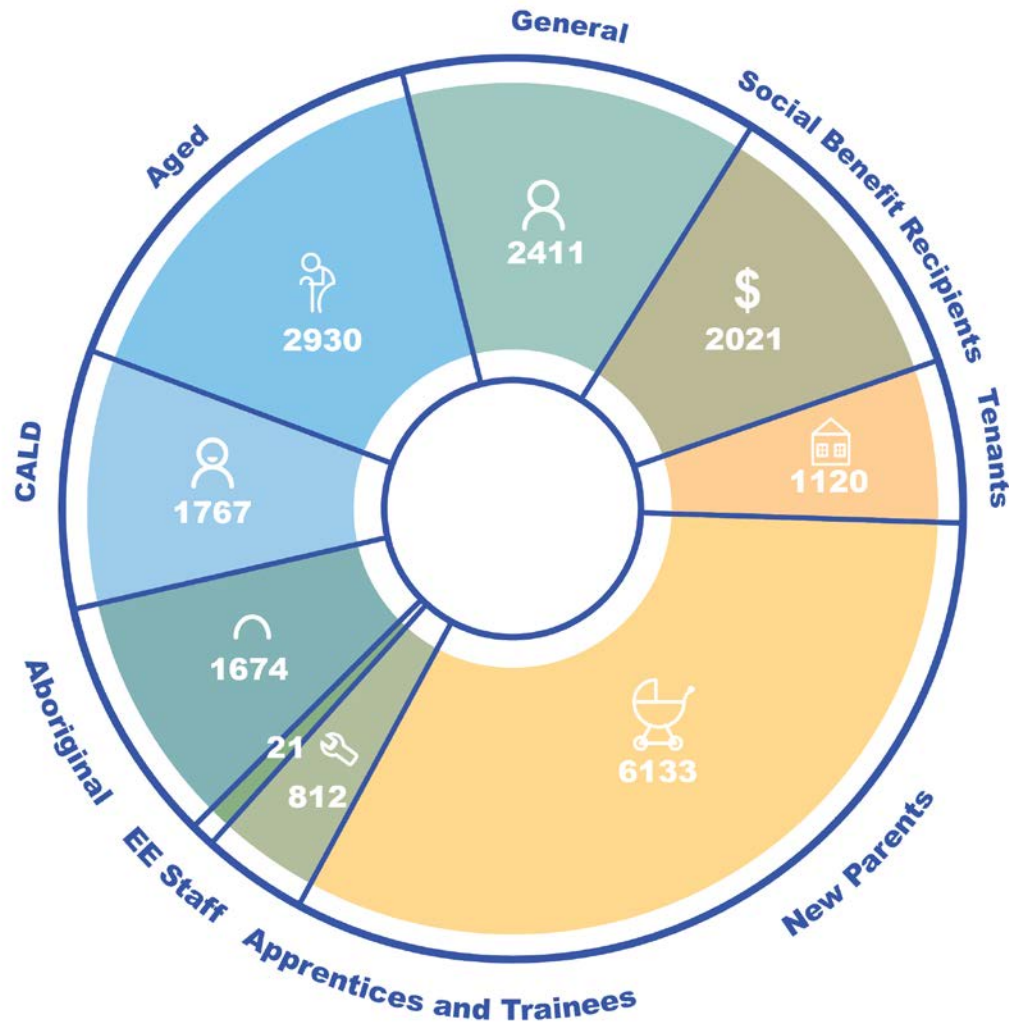 General
2411
Social Benefit Recipients
$
2021
Tenants
1120
New Parents
6133
Apprentices and Trainees
812
EE Staff
21
Aboriginal
1674
CALD
1767
Aged
2930